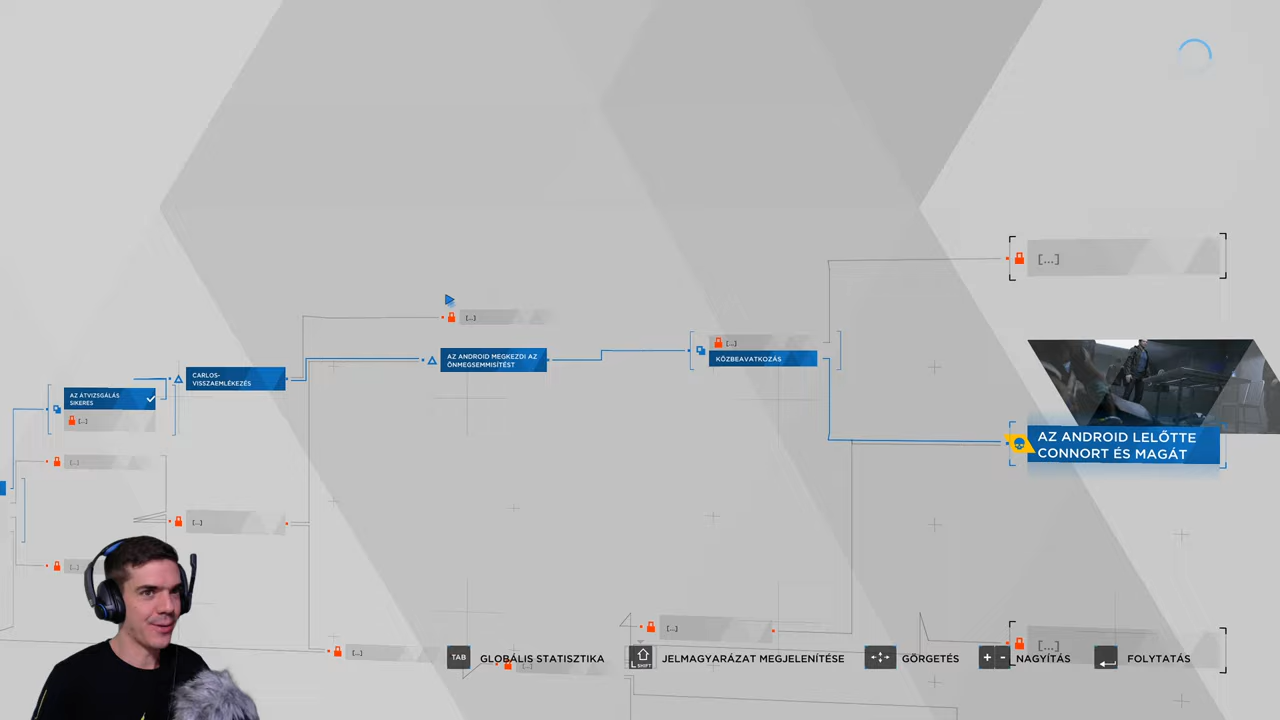 [...]
[...]
AZ ANDROID MEGKEZDI AZ
ÖNMEGSEMMISÍTÉST
[...]
KÖZBEAVATKOZÁS
CARLOS-
VISSZAEMLÉKEZÉS
AZ ÁTVIZSGÁLÁS
SIKERES
[...]
AZ ANDROID LELŐTTE
CONNORT ÉS MAGÁT
[...]
[...]
[...]
[...]
[...]
[...]
[...]
TAB GLOBÁLIS STATISZTIKA
L SHIFT JELMAGYARÁZAT MEGJELENÍTÉSE
GÖRGETÉS
+ - NAGYÍTÁS
FOLYTATÁS